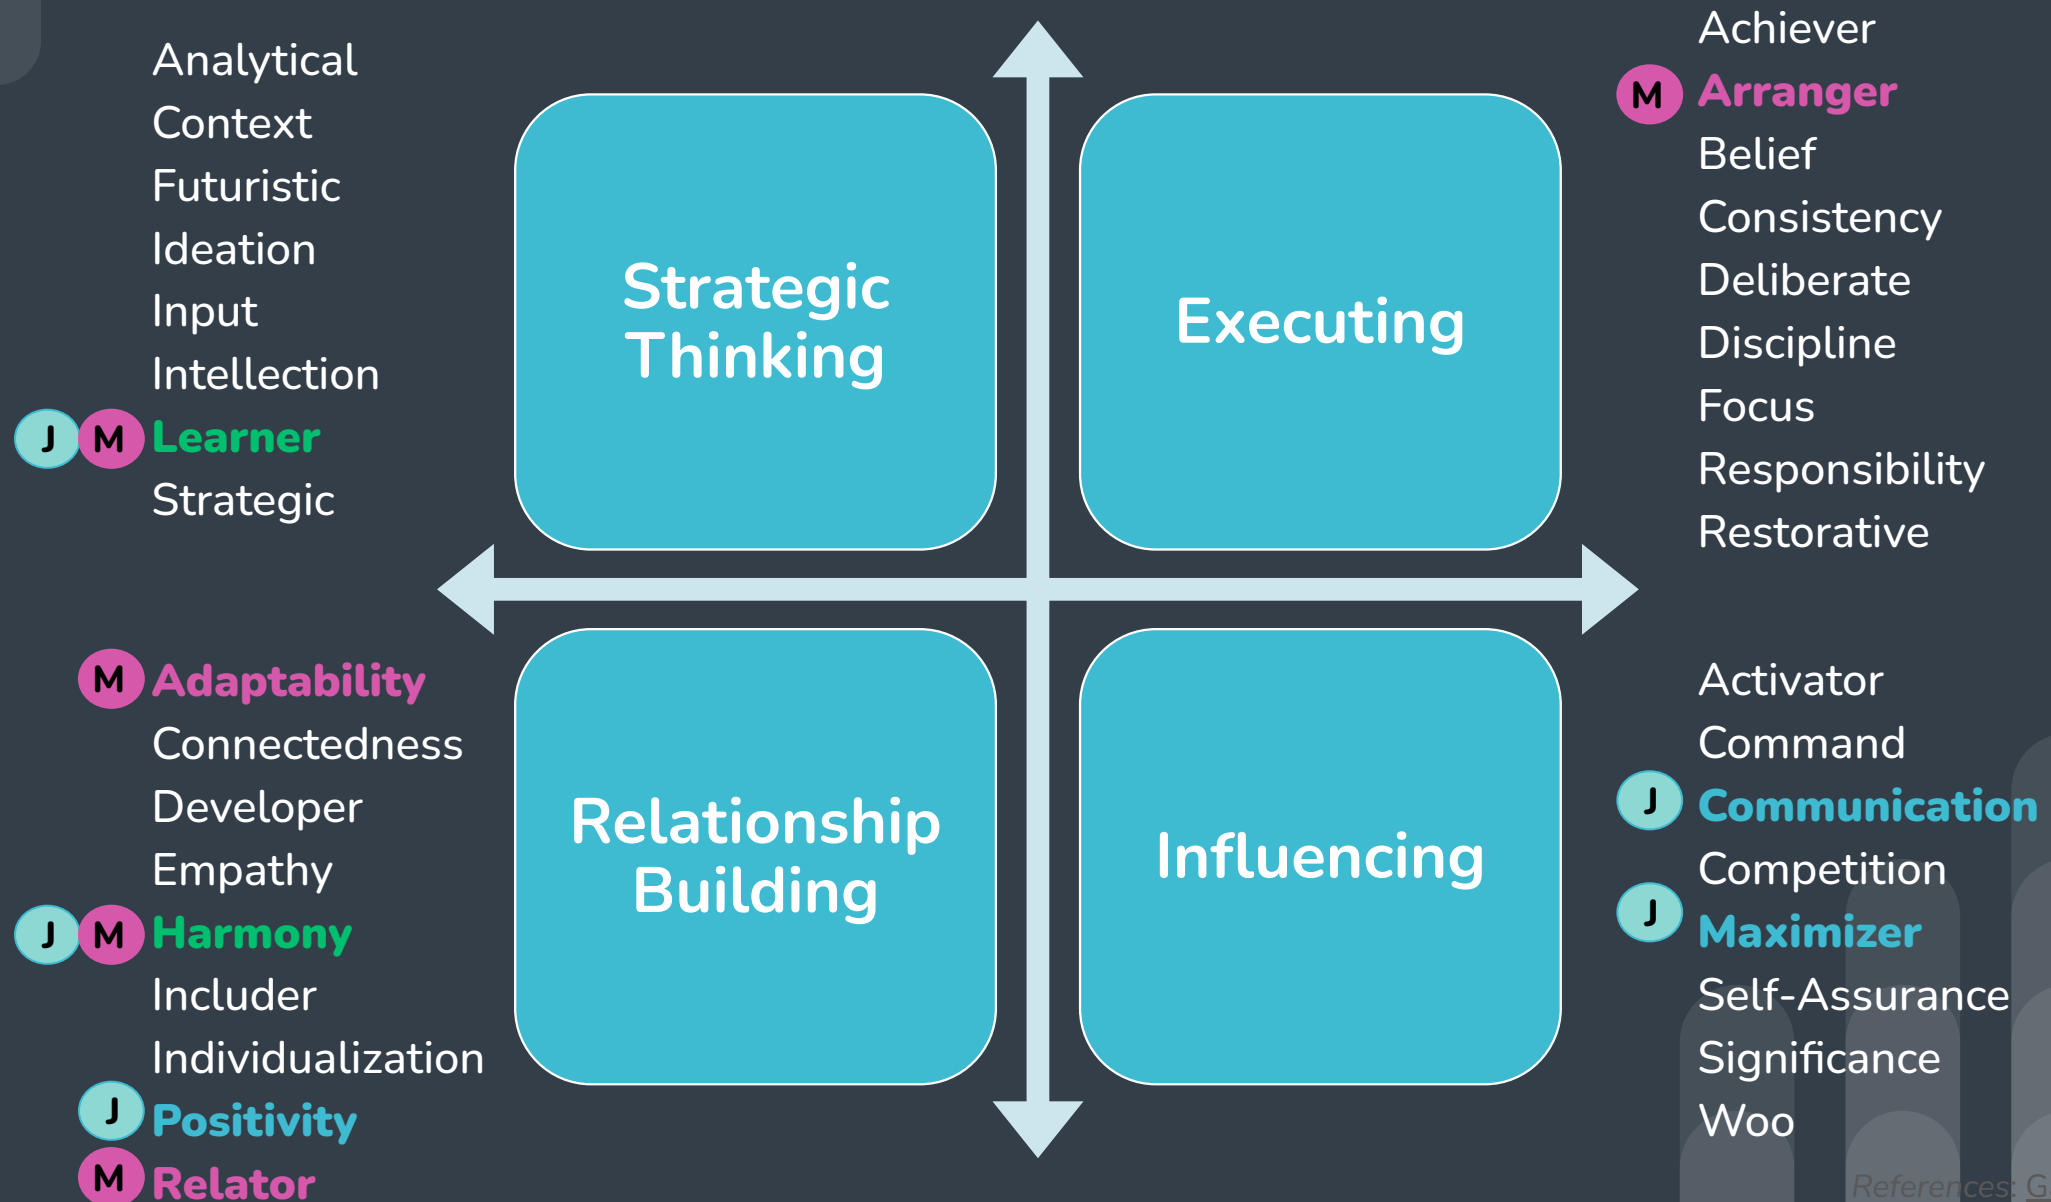 Analytical
Context
Futuristic
Ideation
Input
Intellection
J M Learner
Strategic
Strategic
Thinking
Executing
Achiever
M Arranger
Belief
Consistency
Deliberate
Discipline
Focus
Responsibility
Restorative
M Adaptability
Connectedness
Developer
Empathy
J M Harmony
Includer
Individualization
J Positivity
M Relator
Relationship
Building
Influencing
Activator
Command
J Communication
Competition
J Maximizer
Self-Assurance
Significance
Woo
References: G